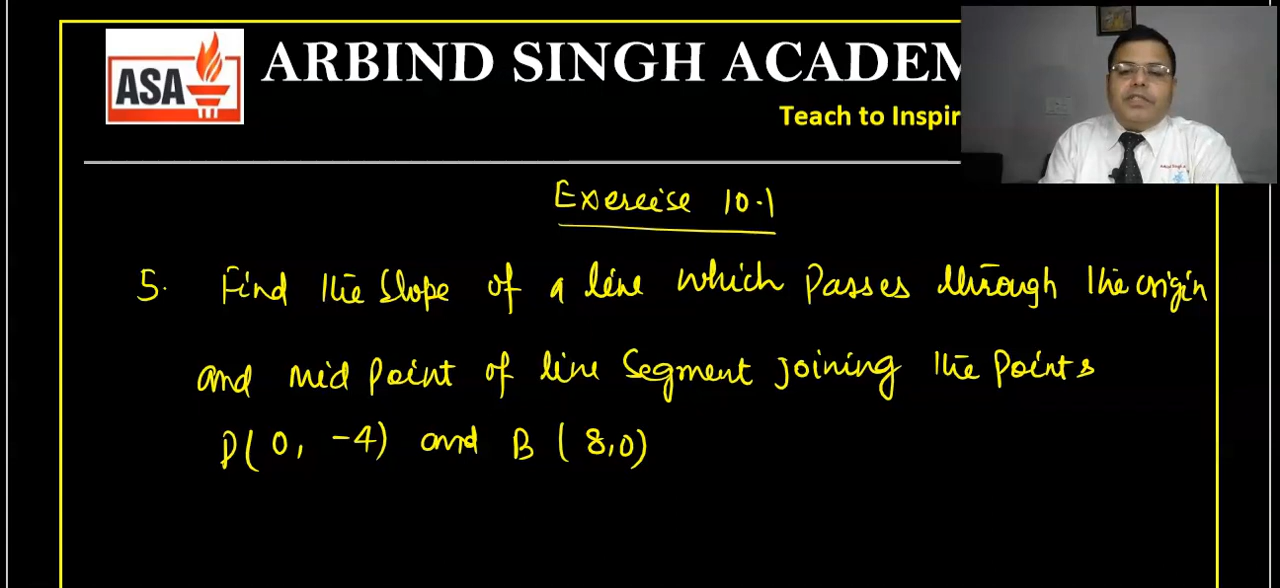 ASA
ARBIND SINGH ACADEM
Teach to Inspir
Exercise 10.1
5. Find the Slope of a line which Passes through the origin
and mid point of line Segment joining the Points
P(0, -4) and B (8,0)